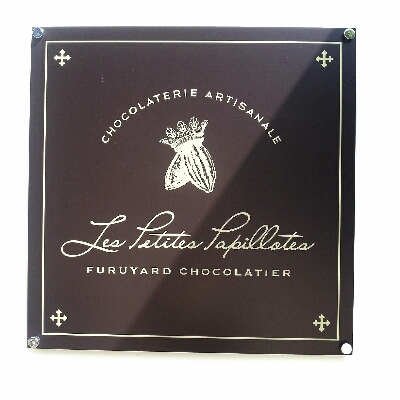 CHOCOLATERIE ARTISANALE
Les Petites Papillotes
FURUYARD CHOCOLATIER